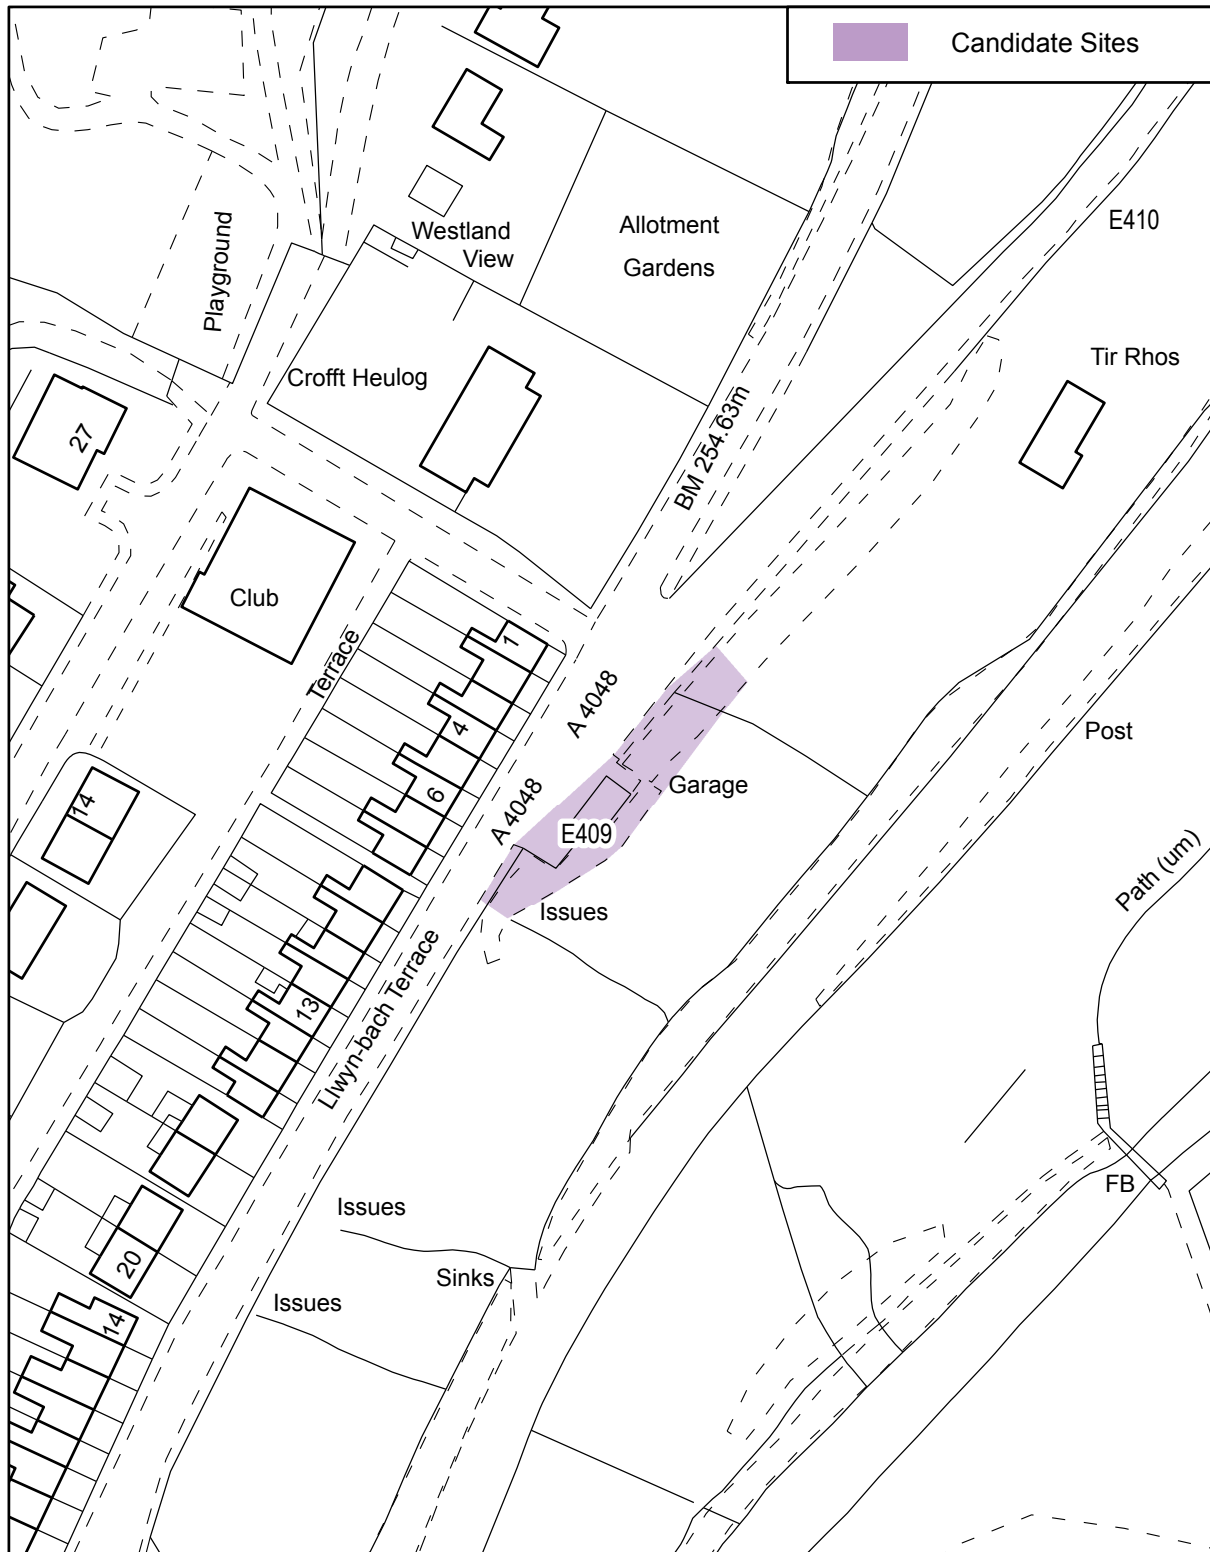 Candidate Sites
E410
Westland
View
Allotment
Gardens
Playground
Tir Rhos
Crofft Heulog
BM 254.63m
27
Club
1
Terrace
A 4048
4
Post
6
Garage
A 4048
14
E409
Path (um)
Issues
13
Llwyn-bach Terrace
FB
Issues
20
Sinks
Issues
14